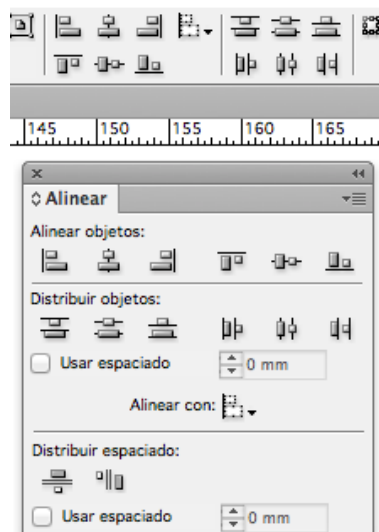 145 150 155 160 165
Alinear
Alinear objetos:
Distribuir objetos:
Usar espaciado 0 mm
Alinear con:
Distribuir espaciado:
Usar espaciado 0 mm